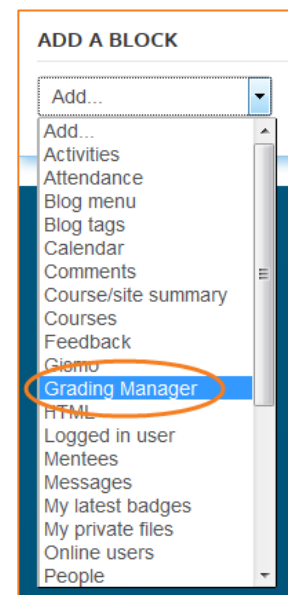 ADD A BLOCK
Add...
Add...
Activities
Attendance
Blog menu
Blog tags
Calendar
Comments
Course/site summary
Courses
Feedback
Gismo
Grading Manager
HTML
Logged in user
Mentees
Messages
My latest badges
My private files
Online users
People